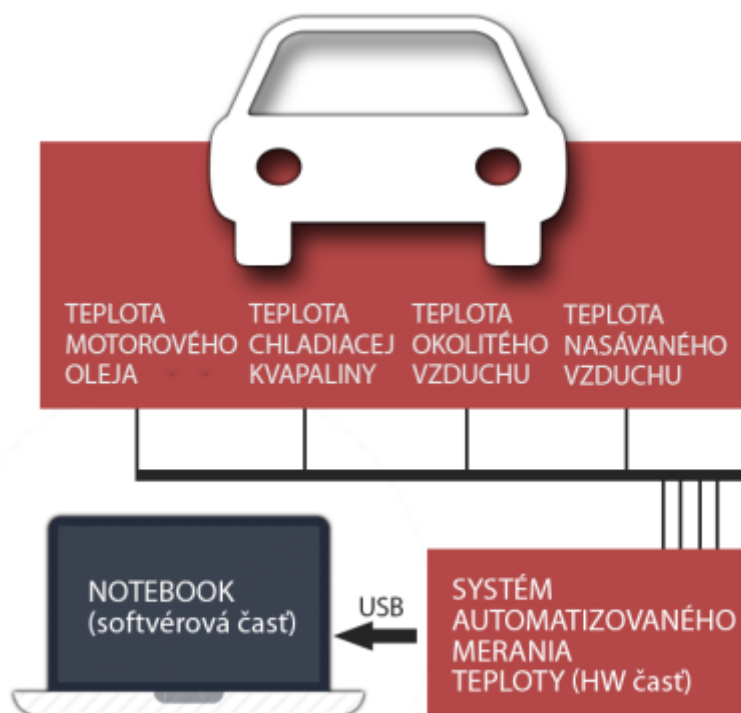 TEPLOTA
MOTOROVÉHO
OLEJA
TEPLOTA
CHLADIACEJ
KVAPALINY
TEPLOTA
OKOLITÉHO
VZDUCHU
TEPLOTA
NASÁVANÉHO
VZDUCHU
NOTEBOOK
(softvérová časť)
USB
SYSTÉM
AUTOMATIZOVANÉHO
MERANIA
TEPLOTY (HW časť)